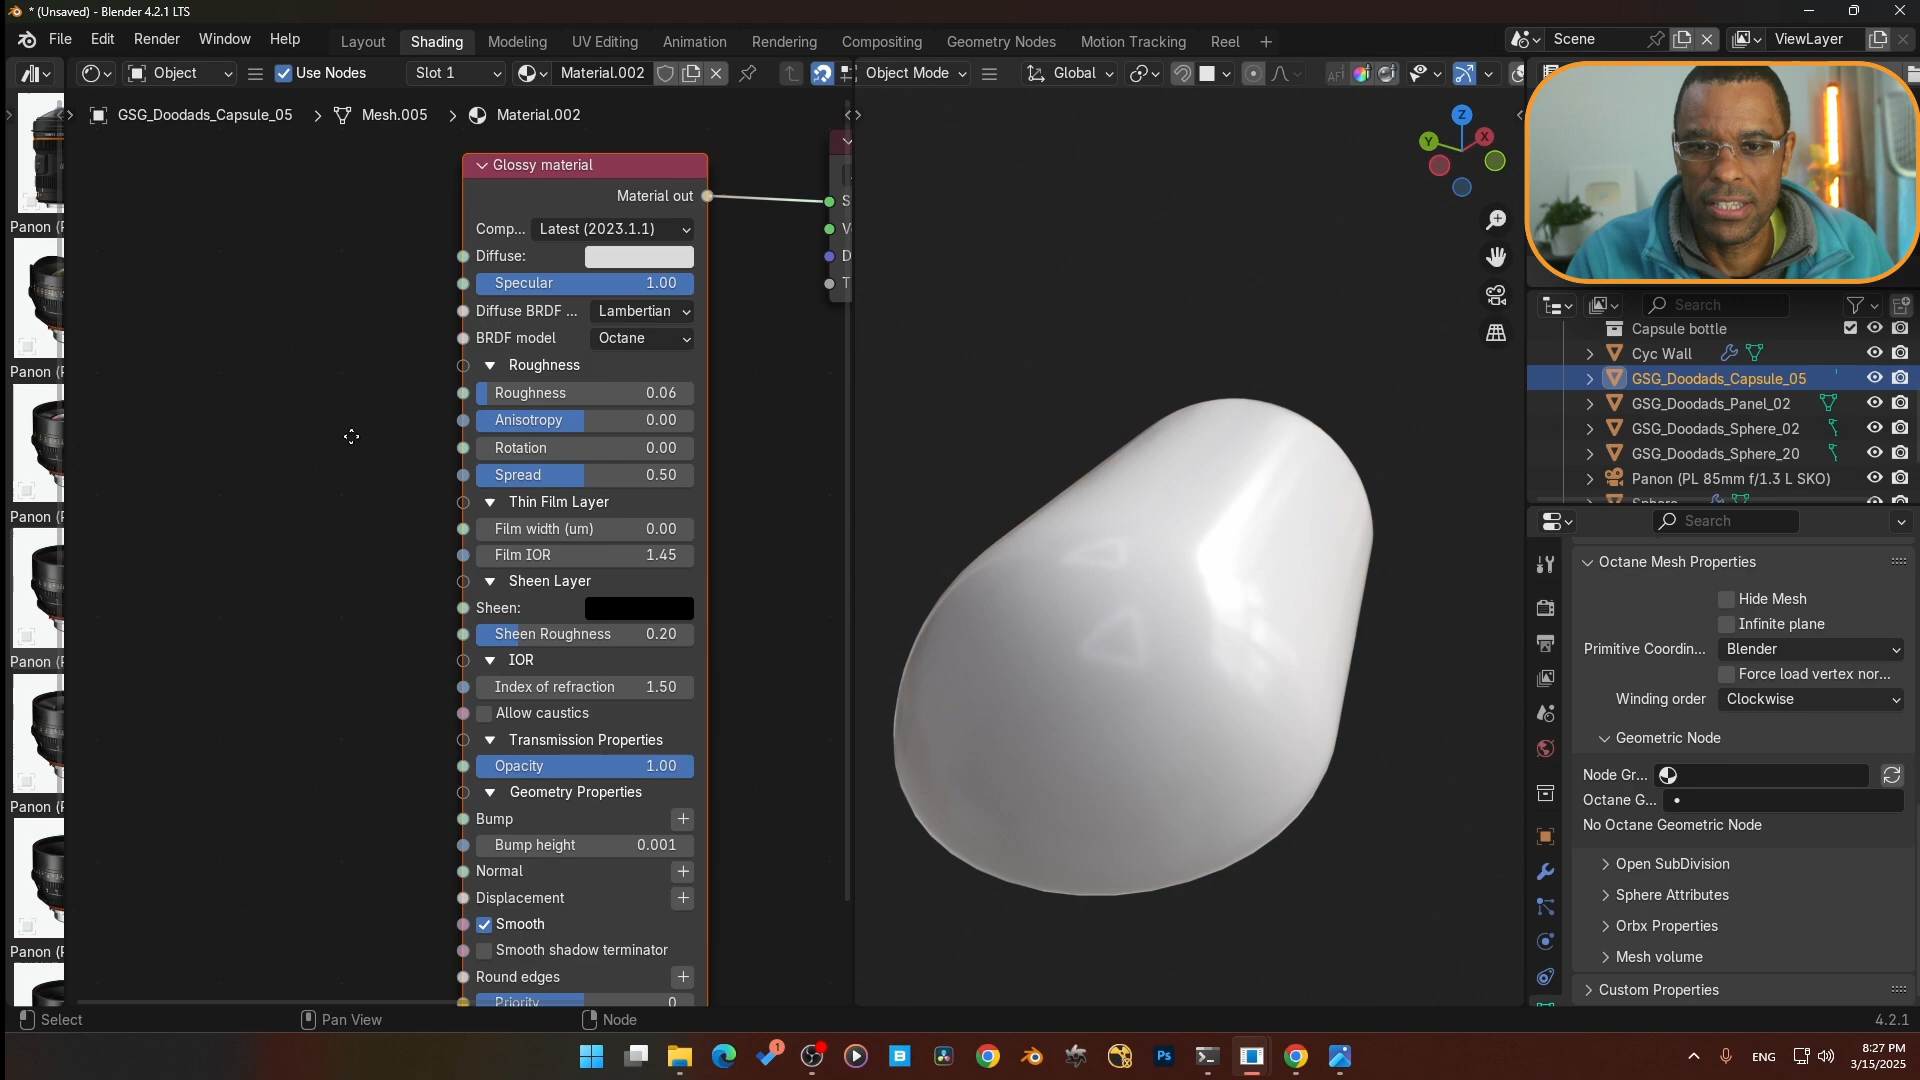 * (Unsaved) - Blender 4.2.1 LTS
File Edit Render Window Help
Layout Shading Modeling UV Editing Animation Rendering Compositing Geometry Nodes Motion Tracking Reel +
Scene ViewLayer
Object Use Nodes Slot 1 Material.002
Object Mode Global
GSG_Doodads_Capsule_05 > Mesh.005 > Material.002
Glossy material
Material out
Comp... Latest (2023.1.1)
Diffuse:
Specular 1.00
Diffuse BRDF ... Lambertian
BRDF model Octane
Roughness
Roughness 0.06
Anisotropy 0.00
Rotation 0.00
Spread 0.50
Thin Film Layer
Film width (um) 0.00
Film IOR 1.45
Sheen Layer
Sheen:
Sheen Roughness 0.20
IOR
Index of refraction 1.50
Allow caustics
Transmission Properties
Opacity 1.00
Geometry Properties
Bump
Bump height 0.001
Normal
Displacement
Smooth
Smooth shadow terminator
Round edges
Priority 0
S
V
D
T
Panon (F
Panon (F
Panon (F
Panon (F
Panon (F
Panon (F
Z
Y
X
Search
Capsule bottle
Cyc Wall
GSG_Doodads_Capsule_05
GSG_Doodads_Panel_02
GSG_Doodads_Sphere_02
GSG_Doodads_Sphere_20
Panon (PL 85mm f/1.3 L SKO)
Sphere
Search
Octane Mesh Properties
Hide Mesh
Infinite plane
Primitive Coordin... Blender
Force load vertex nor...
Winding order Clockwise
Geometric Node
Node Gr...
Octane G...
No Octane Geometric Node
Open SubDivision
Sphere Attributes
Orbx Properties
Mesh volume
Custom Properties
Select Pan View Node 4.2.1
1
Ps
ENG
8:27 PM
3/15/2025